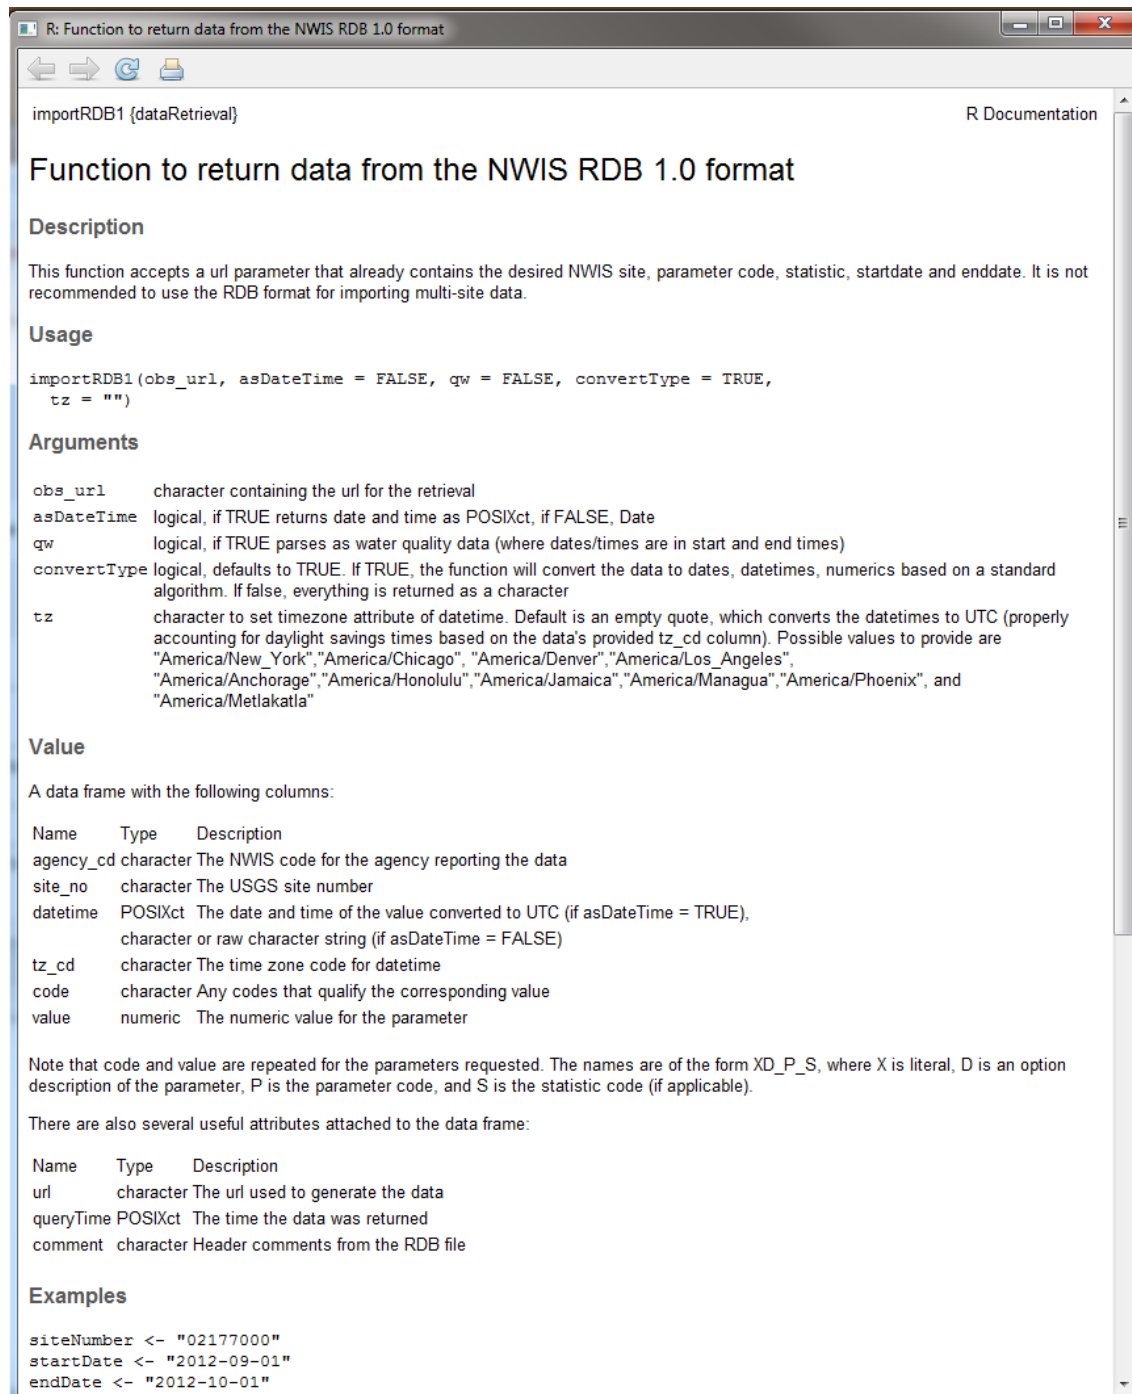 R: Function to return data from the NWIS RDB 1.0 format
importRDB1 {dataRetrieval} R Documentation
Function to return data from the NWIS RDB 1.0 format
Description
This function accepts a url parameter that already contains the desired NWIS site, parameter code, statistic, startdate and enddate. It is not
recommended to use the RDB format for importing multi-site data.
Usage
importRDB1(obs_url, asDateTime = FALSE, qw = FALSE, convertType = TRUE,
tz = "")
Arguments
obs_url character containing the url for the retrieval
asDateTime logical, if TRUE returns date and time as POSIXct, if FALSE, Date
qw logical, if TRUE parses as water quality data (where dates/times are in start and end times)
convertType logical, defaults to TRUE. If TRUE, the function will convert the data to dates, datetimes, numerics based on a standard
algorithm. If false, everything is returned as a character
tz character to set timezone attribute of datetime. Default is an empty quote, which converts the datetimes to UTC (properly
accounting for daylight savings times based on the data's provided tz_cd column). Possible values to provide are
"America/New_York","America/Chicago", "America/Denver","America/Los_Angeles",
"America/Anchorage","America/Honolulu","America/Jamaica","America/Managua","America/Phoenix", and
"America/Metlakatla"
Value
A data frame with the following columns:
Name Type Description
agency_cd character The NWIS code for the agency reporting the data
site_no character The USGS site number
datetime POSIXct The date and time of the value converted to UTC (if asDateTime = TRUE),
character or raw character string (if asDateTime = FALSE)
tz_cd character The time zone code for datetime
code character Any codes that qualify the corresponding value
value numeric The numeric value for the parameter
Note that code and value are repeated for the parameters requested. The names are of the form XD_P_S, where X is literal, D is an option
description of the parameter, P is the parameter code, and S is the statistic code (if applicable).
There are also several useful attributes attached to the data frame:
Name Type Description
url character The url used to generate the data
queryTime POSIXct The time the data was returned
comment character Header comments from the RDB file
Examples
siteNumber <- "02177000"
startDate <- "2012-09-01"
endDate <- "2012-10-01"